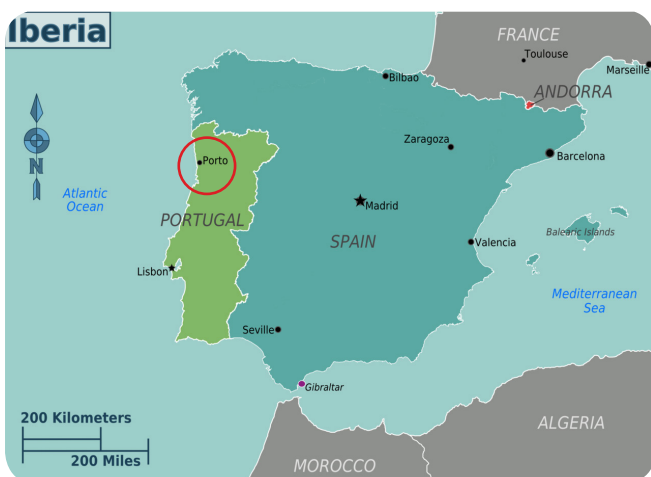 Iberia
FRANCE
Toulouse
Marseille
Bilbao
ANDORRA
Zaragoza
Barcelona
Porto
N
Atlantic
Ocean
Madrid
PORTUGAL
SPAIN
Valencia
Balearic Islands
Lisbon
Mediterranean
Sea
Seville
Gibraltar
200 Kilometers
200 Miles
ALGERIA
MOROCCO